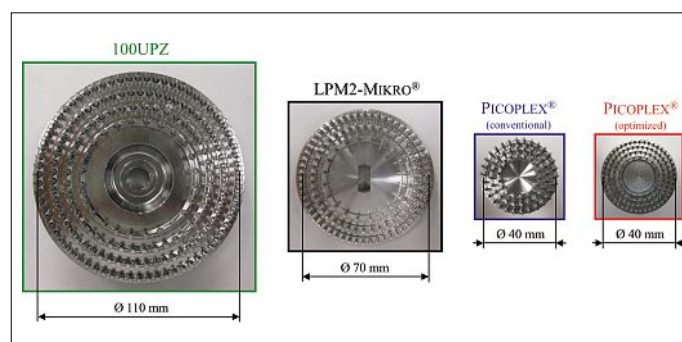 100UPZ
LPM2-MIKRO®
PICOPLEX®
(conventional)
PICOPLEX®
(optimized)
Ø 110 mm
Ø 70 mm
Ø 40 mm
Ø 40 mm